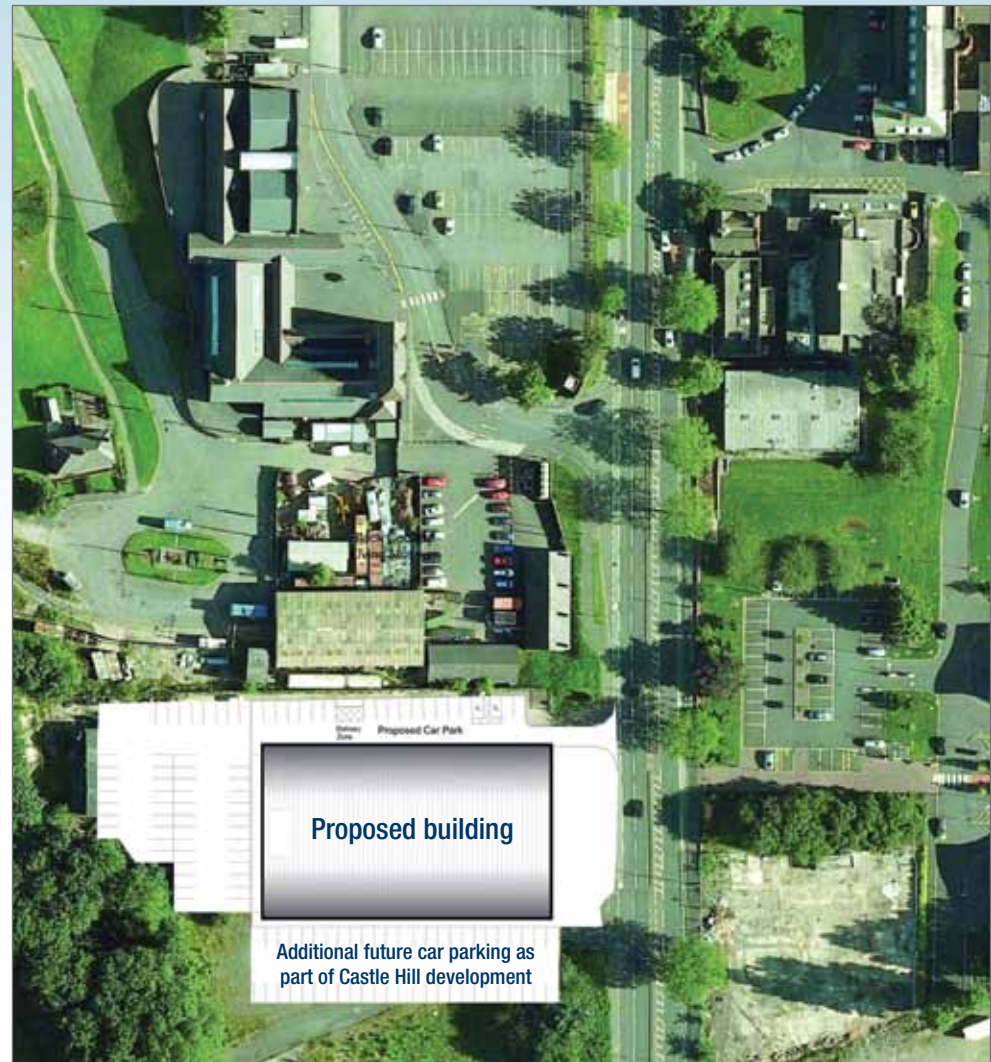 Proposed Car Park
Proposed building
Additional future car parking as
part of Castle Hill development